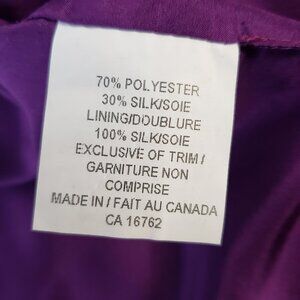 70% POLYESTER
30% SILK/SOIE
LINING/DOUBLURE
100% SILK/SOIE
EXCLUSIVE OF TRIM /
GARNITURE NON
COMPRISE
MADE IN / FAIT AU CANADA
CA 16762